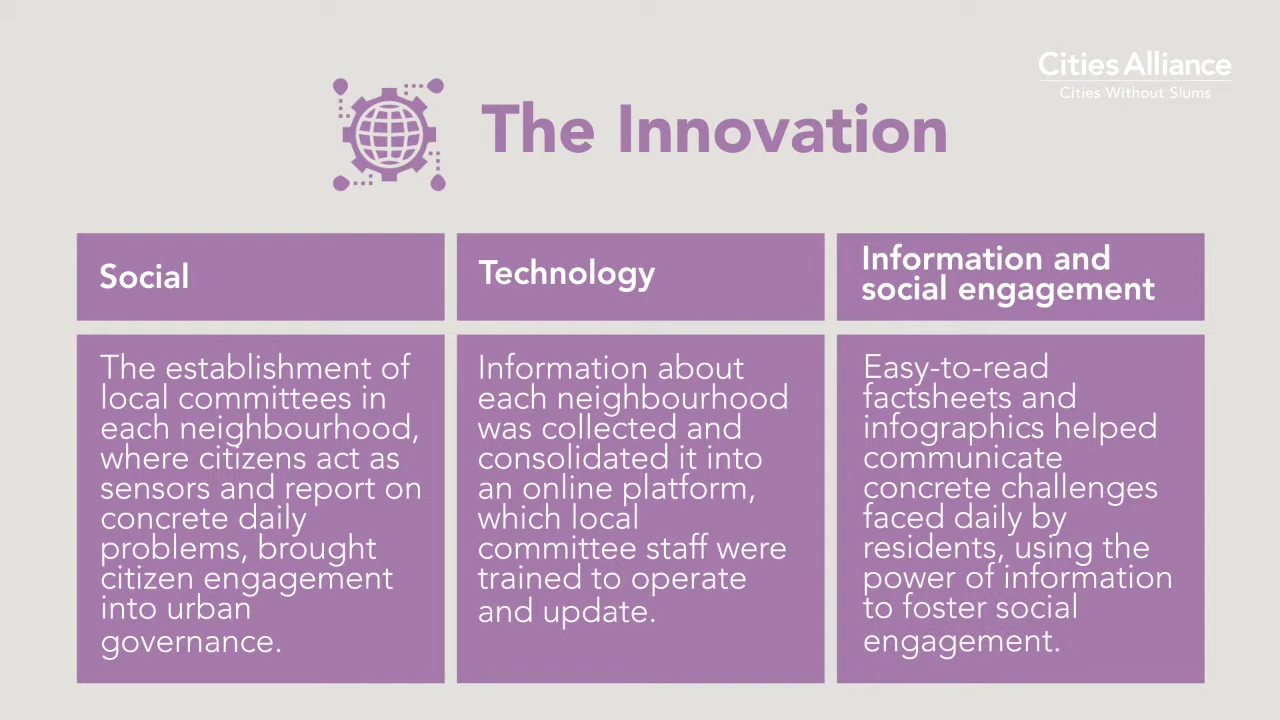 Cities Alliance
Cities Without Slums
The Innovation
Social
The establishment of
local committees in
each neighbourhood,
where citizens act as
sensors and report on
concrete daily
problems, brought
citizen engagement
into urban
governance.
Technology
Information about
each neighbourhood
was collected and
consolidated it into
an online platform,
which local
committee staff were
trained to operate
and update.
Information and
social engagement
Easy-to-read
factsheets and
infographics helped
communicate
concrete challenges
faced daily by
residents, using the
power of information
to foster social
engagement.